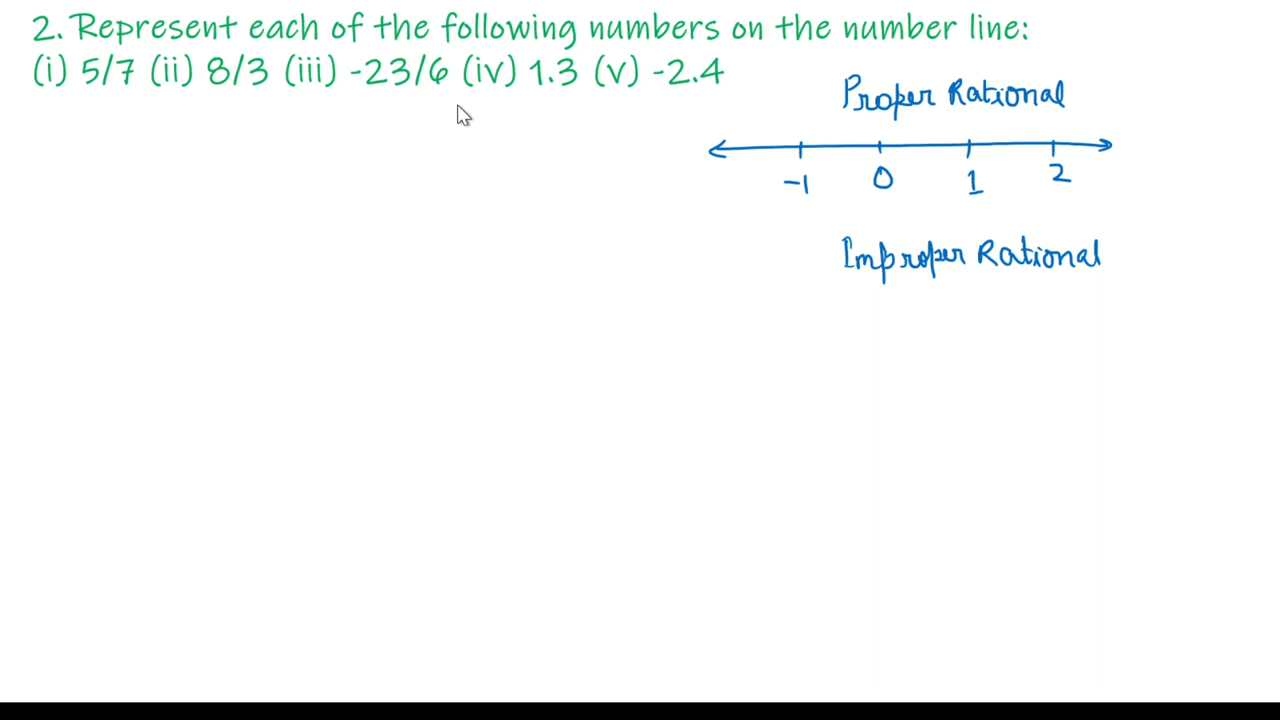 2. Represent each of the following numbers on the number line:
(i) 5/7 (ii) 8/3 (iii) -23/6 (iv) 1.3 (v) -2.4
Proper Rational
-1 0 1 2
Improper Rational